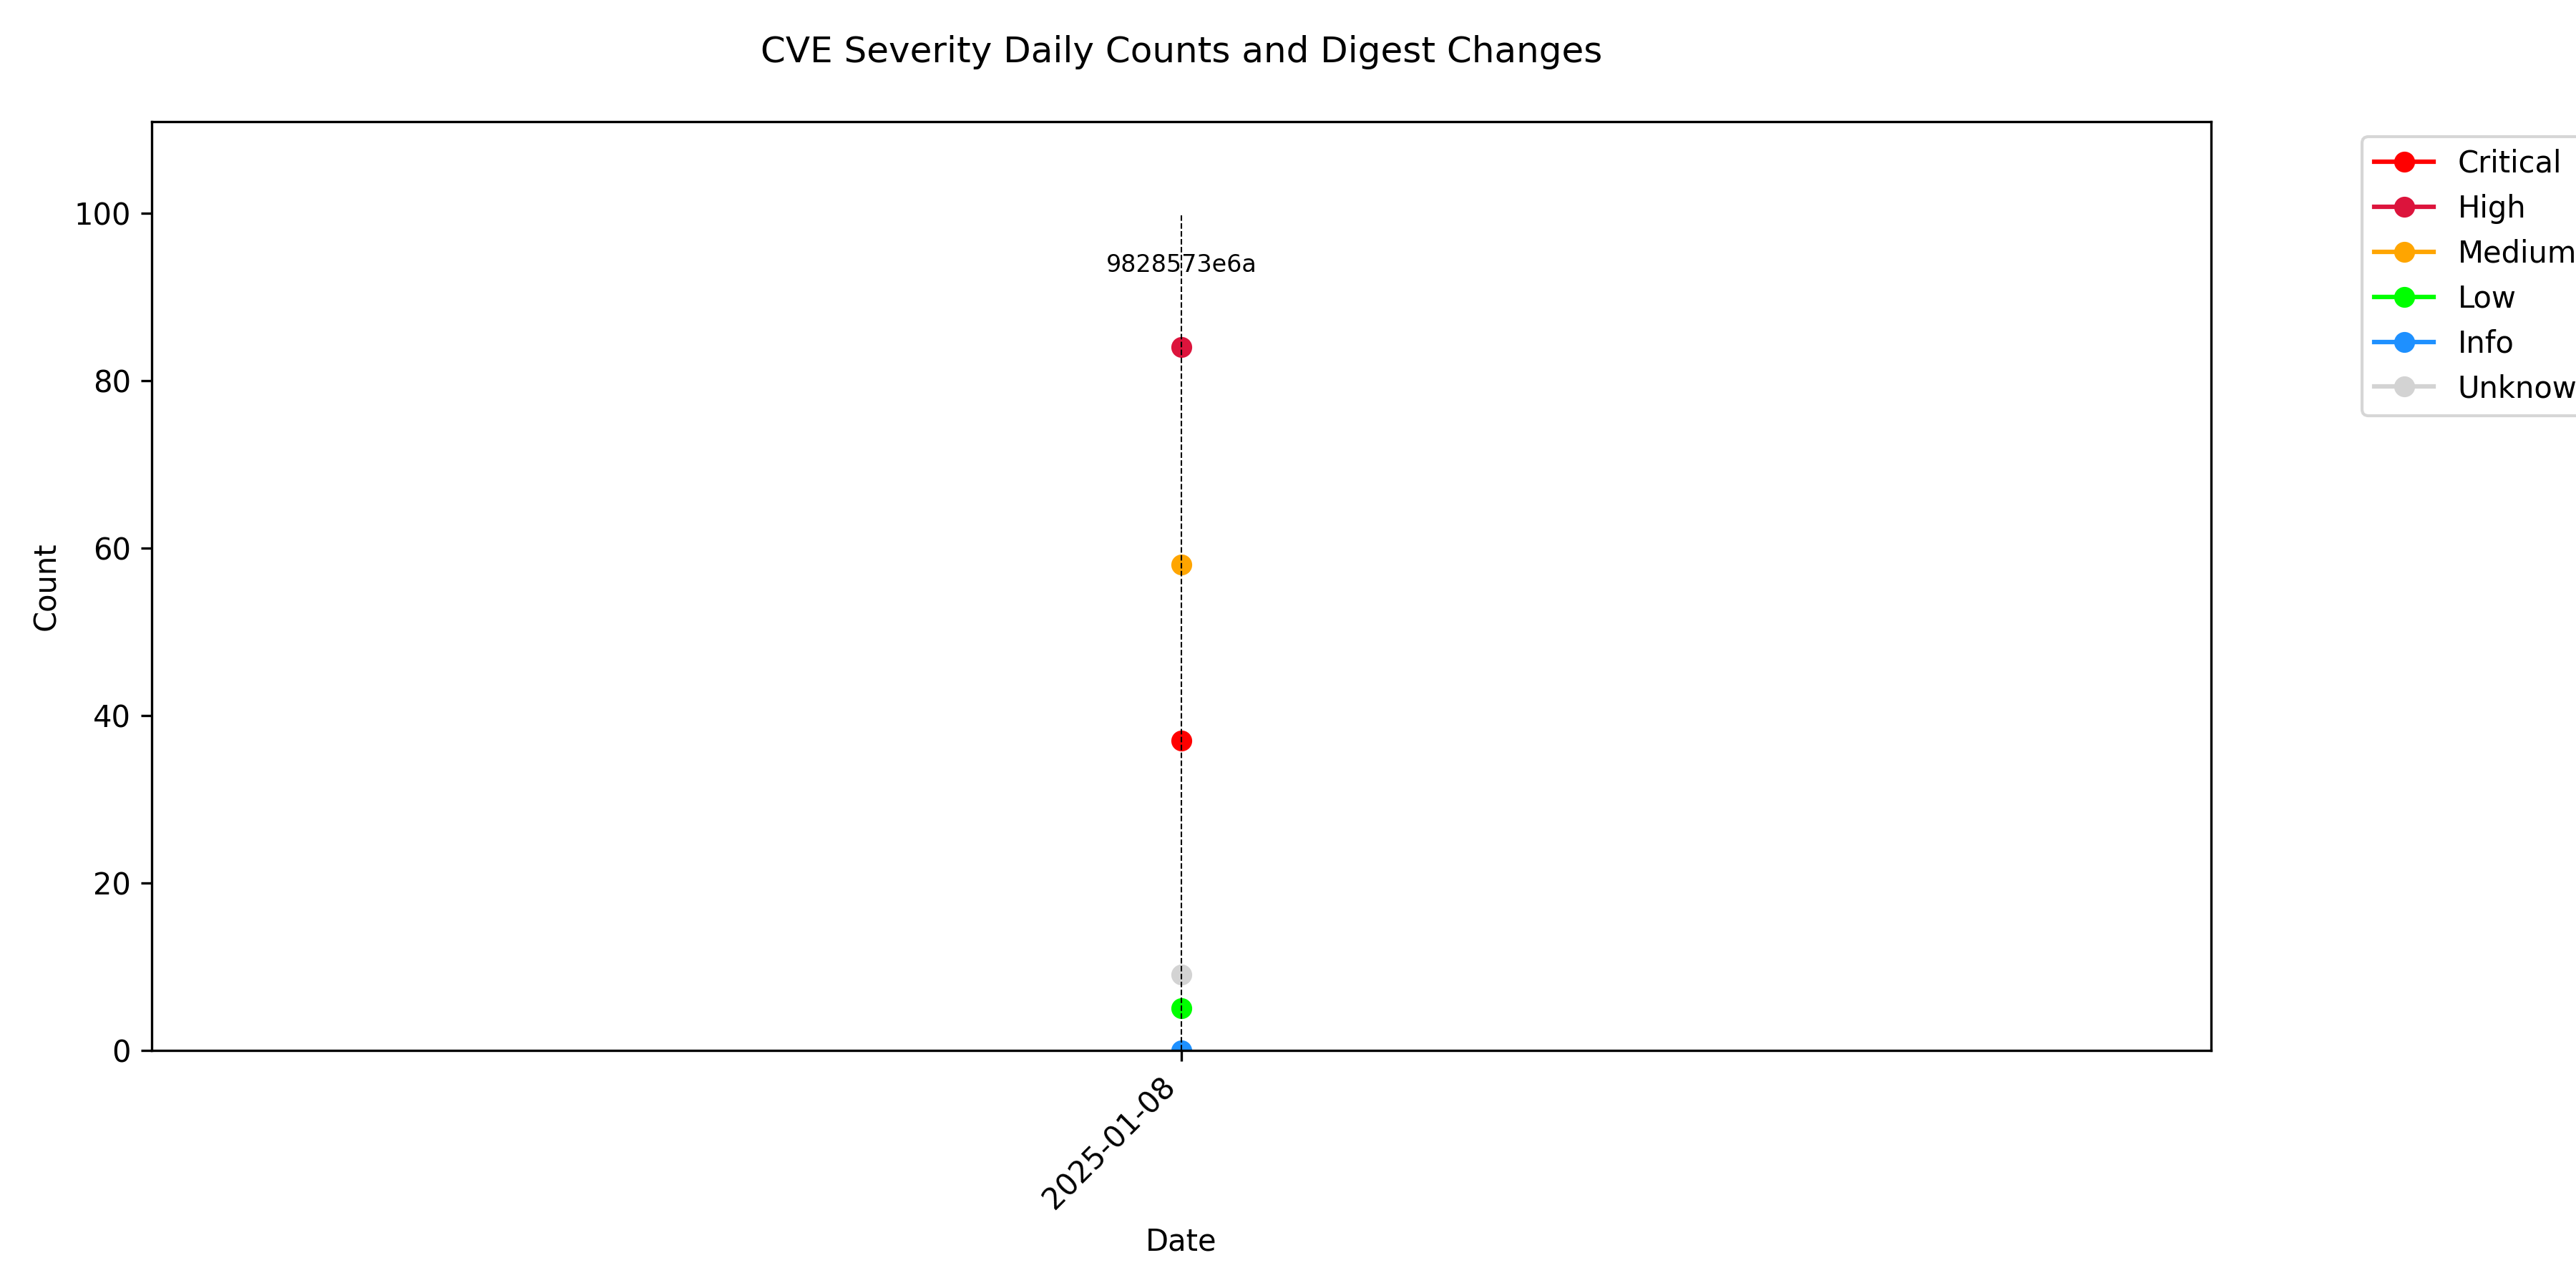 CVE Severity Daily Counts and Digest Changes
Critical
High
Medium
Low
Info
Unknow
100
80
60
40
20
0
Count
9828573e6a
2025-01-08
Date